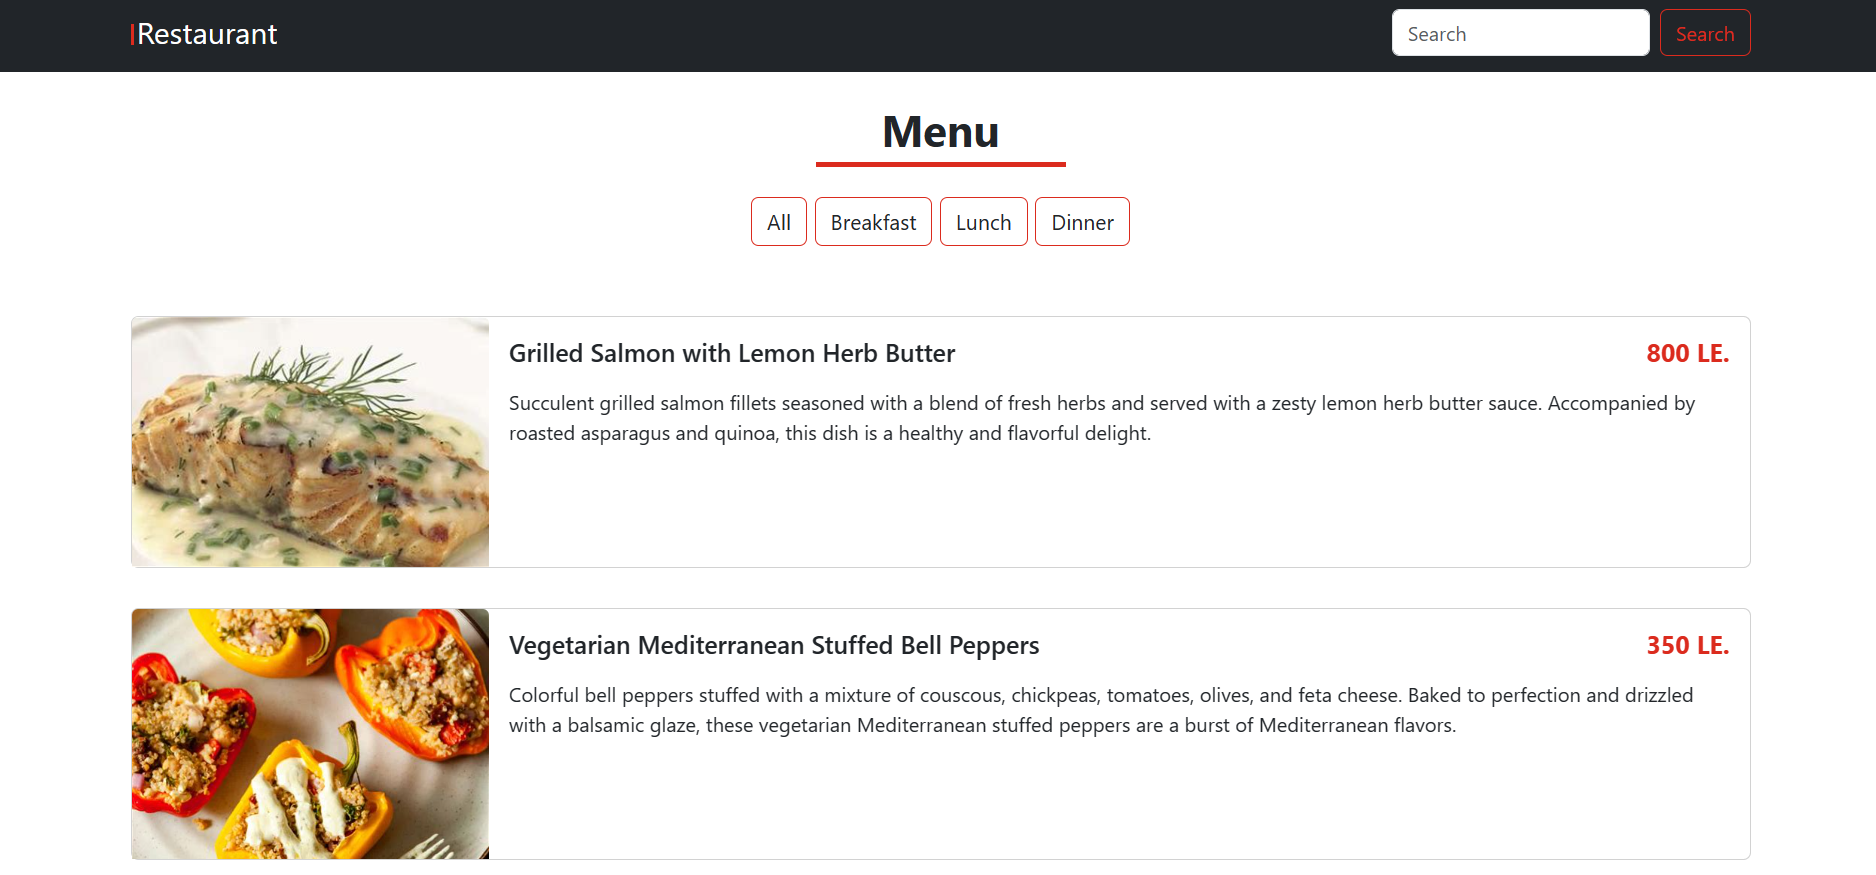 |Restaurant
Search
Search
Menu
All
Breakfast
Lunch
Dinner
Grilled Salmon with Lemon Herb Butter
800 LE.
Succulent grilled salmon fillets seasoned with a blend of fresh herbs and served with a zesty lemon herb butter sauce. Accompanied by
roasted asparagus and quinoa, this dish is a healthy and flavorful delight.
Vegetarian Mediterranean Stuffed Bell Peppers
350 LE.
Colorful bell peppers stuffed with a mixture of couscous, chickpeas, tomatoes, olives, and feta cheese. Baked to perfection and drizzled
with a balsamic glaze, these vegetarian Mediterranean stuffed peppers are a burst of Mediterranean flavors.